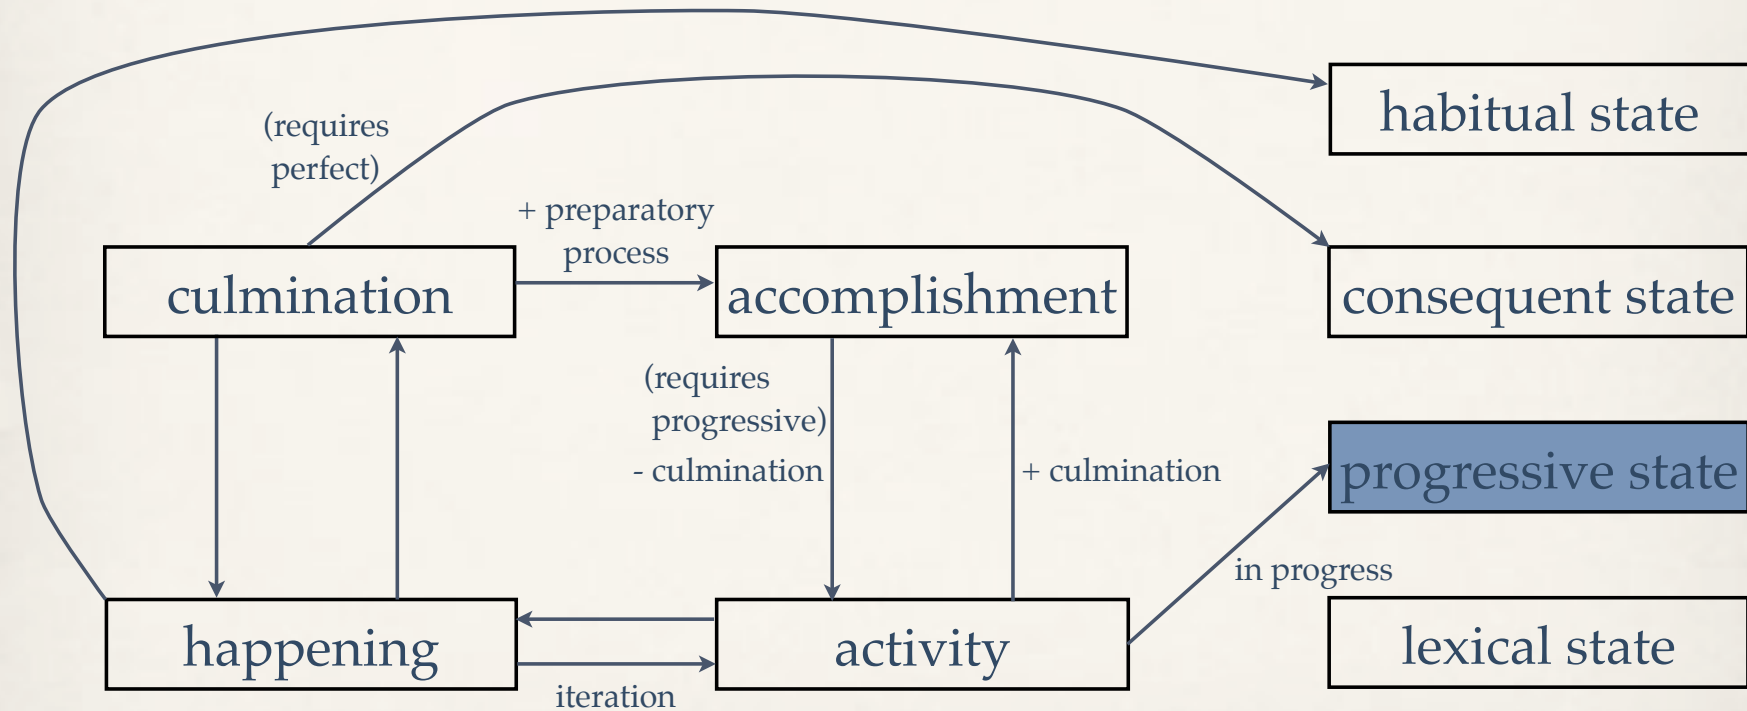 habitual state
(requires
perfect)
+ preparatory
process
culmination
accomplishment
consequent state
(requires
progressive)
- culmination
+ culmination
progressive state
in progress
happening
activity
lexical state
iteration